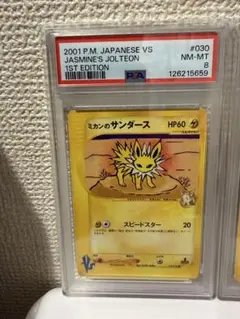 2001 P.M. JAPANESE VS #030
JASMINE'S JOLTEON NM-MT
1ST EDITION 8
PSA 126215659
ミカンのサンダース HP60
スピードスター 20